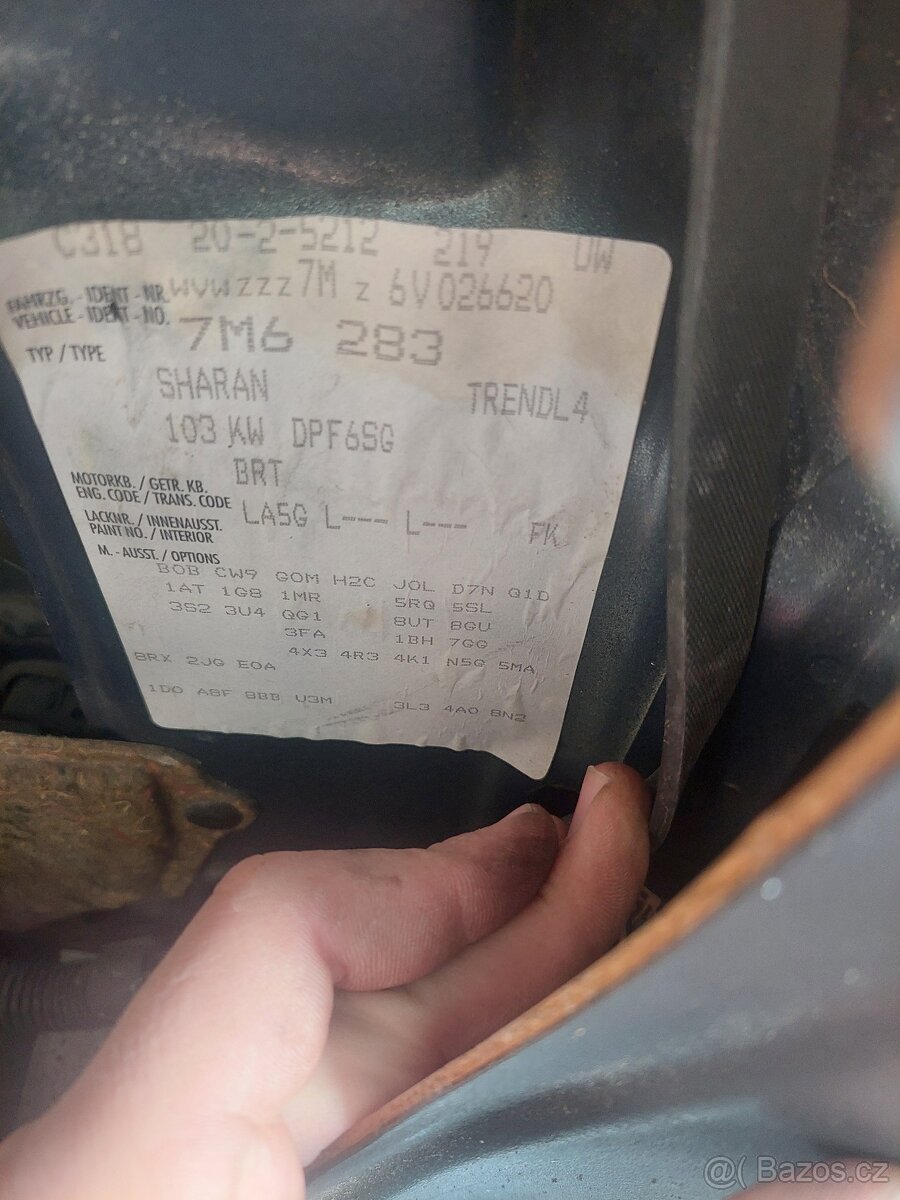 C318 20-2-5212 219 DW
FAHRZG.-IDENT-NR. WVWZZZ7M Z 6V026620
VEHICLE-IDENT-NO.
TYP / TYPE 7M6 283
SHARAN TRENDL4
103 KW DPF6SG
MOTORKB. / GETR. KB. BRT
ENG. CODE / TRANS. CODE
LACKNR. / INNENAUSST. LA5G L--- L--- FK
PAINT NO. / INTERIOR
M.-AUSST. / OPTIONS
B0B CW9 G0M H2C J0L D7N Q1D
1AT 1G8 1MR 5RQ 5SL
3S2 3U4 QG1 8UT 8GU
3FA 1BH 7GG
8RX 2JG E0A 4X3 4R3 4K1 N5G 5MA
1D0 A8F 8BB U3M 3L3 4A0 8N2
@( Bazos.cz